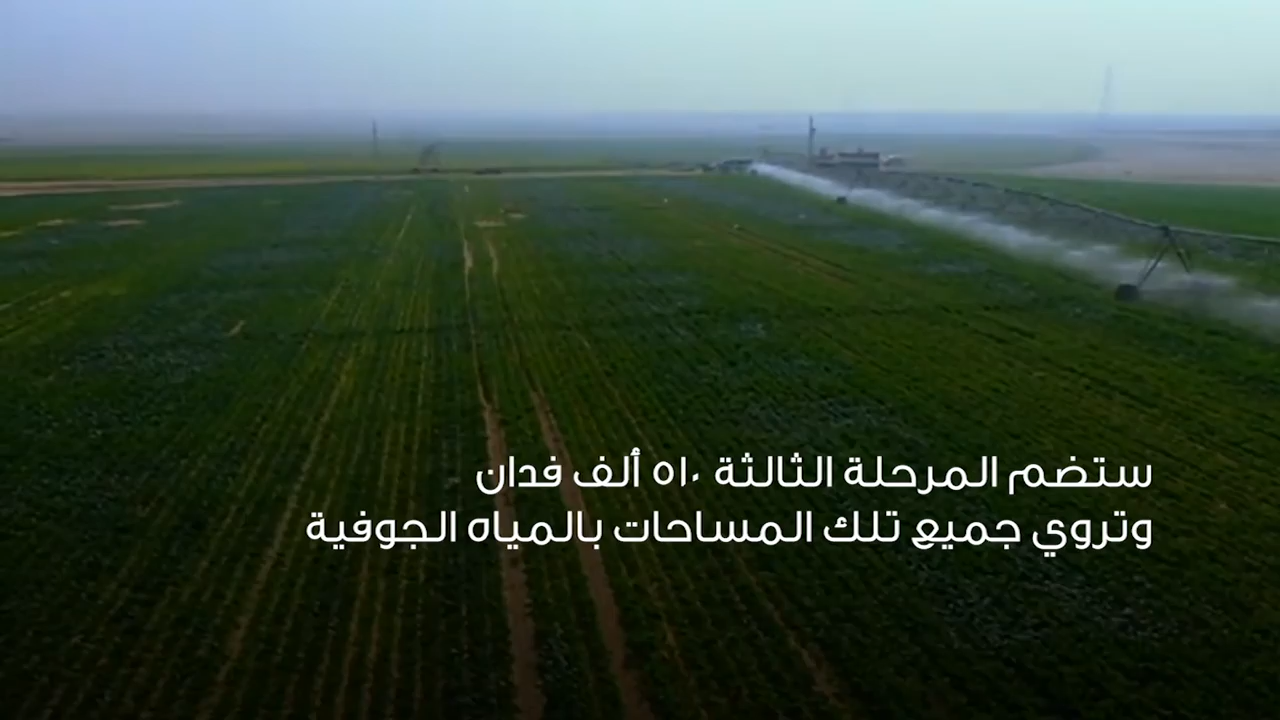 ستضم المرحلة الثالثة ٥١٠ ألف فدان
وتروي جميع تلك المساحات بالمياه الجوفية